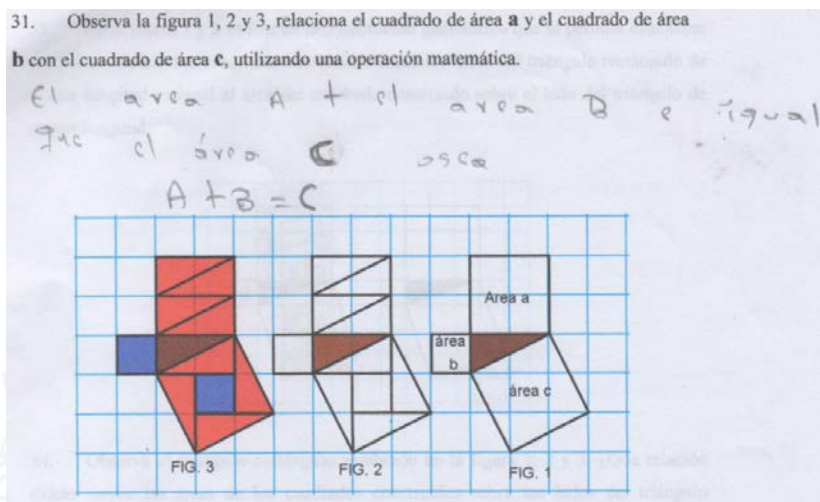 31. Observa la figura 1, 2 y 3, relaciona el cuadrado de área a y el cuadrado de área
b con el cuadrado de área c, utilizando una operación matemática.
El area A + el area B e igual
que el área C osea
A + B = C
Area a
área
b
área c
FIG. 3 FIG. 2 FIG. 1